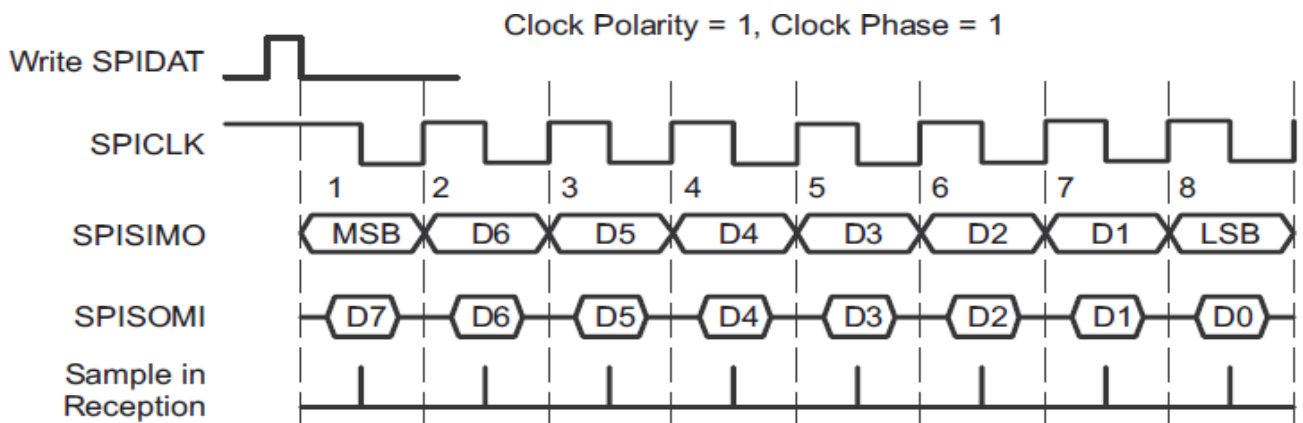 Clock Polarity = 1, Clock Phase = 1
Write SPIDAT
SPICLK
1 2 3 4 5 6 7 8
SPISIMO MSB D6 D5 D4 D3 D2 D1 LSB
SPISOMI D7 D6 D5 D4 D3 D2 D1 D0
Sample in
Reception